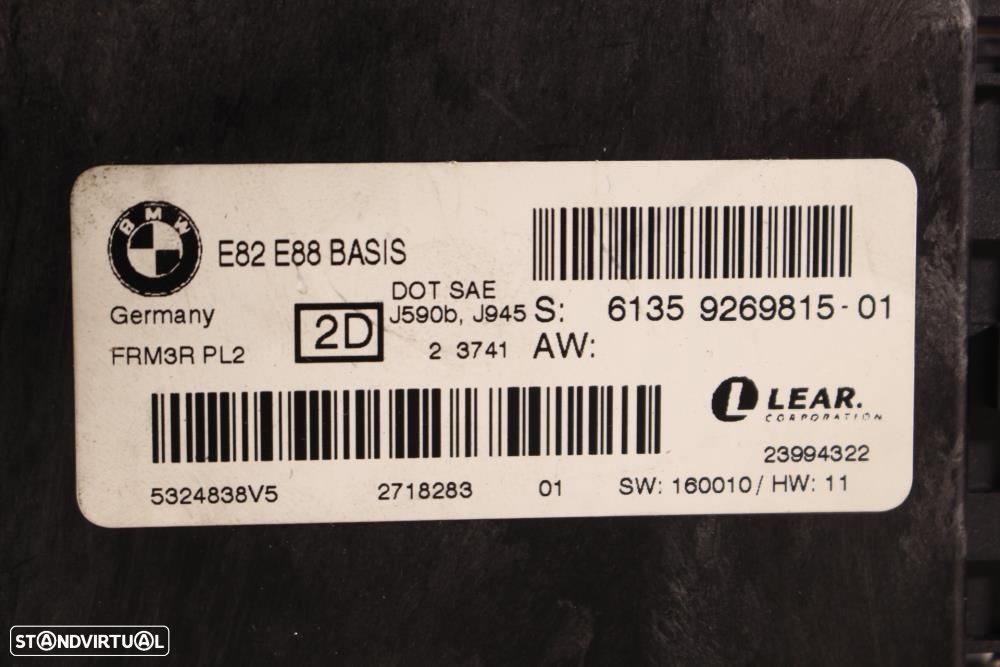 BMW
E82 E88 BASIS
Germany
DOT SAE
J590b, J945
S: 6135 9269815-01
2D
FRM3R PL2
2 3741
AW:
LEAR.
CORPORATION
23994322
5324838V5 2718283 01 SW: 160010/HW: 11
STANDVIRTUAL